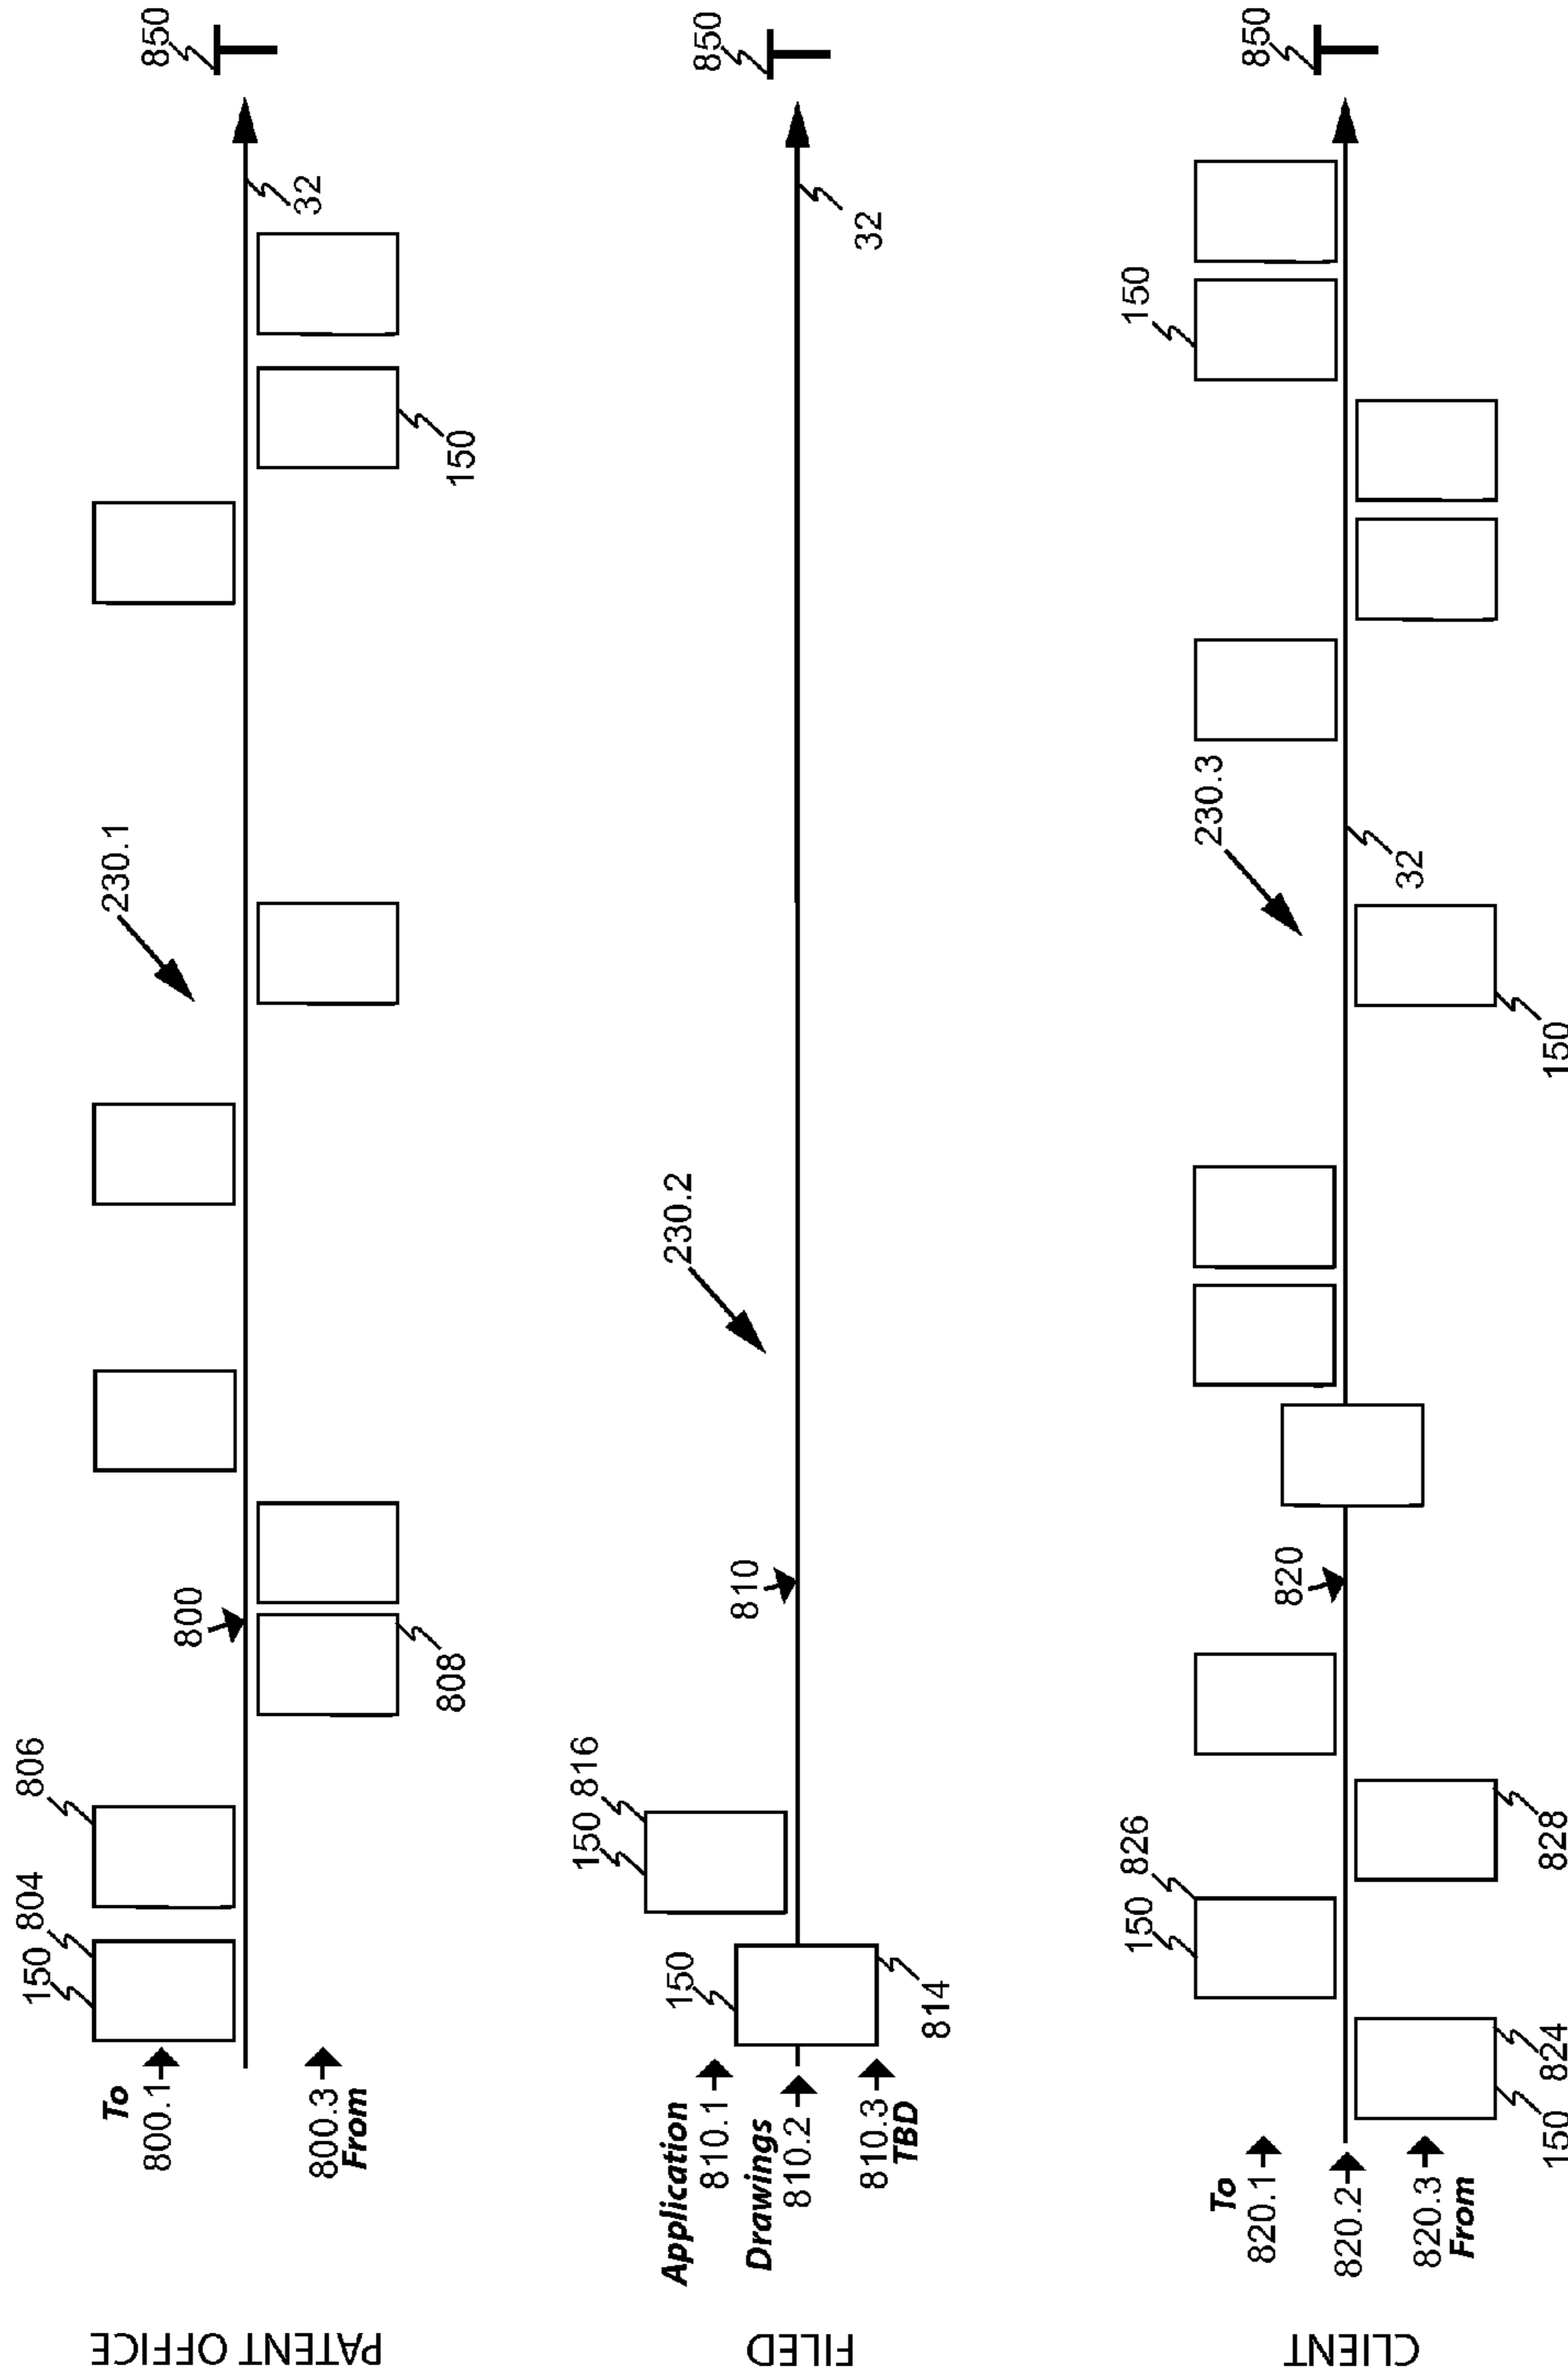 PATENT OFFICE
To
800.1
800.3
From
150 804
806
808
800
230.1
150
32
850
T
FILED
Application
810.1
Drawings
810.2
810.3
TBD
150
814
150 816
810
230.2
32
850
T
CLIENT
To
820.1
820.2
820.3
From
150 824
150 826
828
820
230.3
150
32
150
850
T